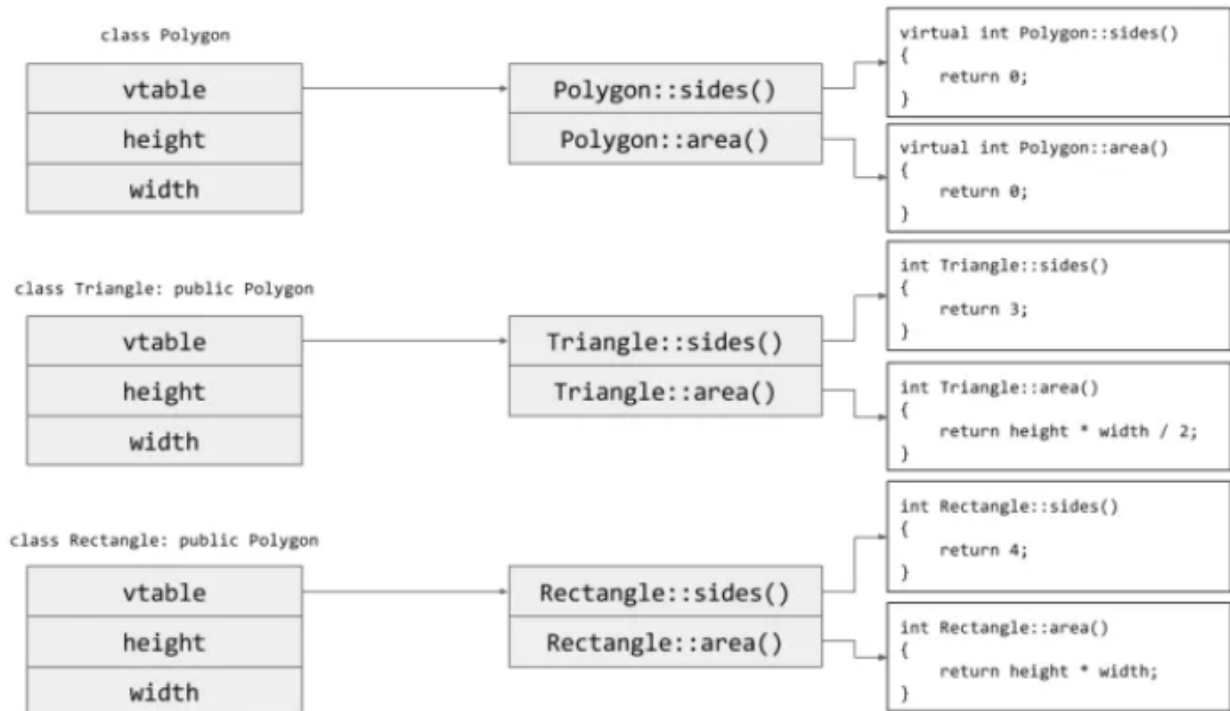 class Polygon
vtable
height
width
Polygon::sides()
Polygon::area()
virtual int Polygon::sides()
{
return 0;
}
virtual int Polygon::area()
{
return 0;
}
class Triangle: public Polygon
vtable
height
width
Triangle::sides()
Triangle::area()
int Triangle::sides()
{
return 3;
}
int Triangle::area()
{
return height * width / 2;
}
class Rectangle: public Polygon
vtable
height
width
Rectangle::sides()
Rectangle::area()
int Rectangle::sides()
{
return 4;
}
int Rectangle::area()
{
return height * width;
}